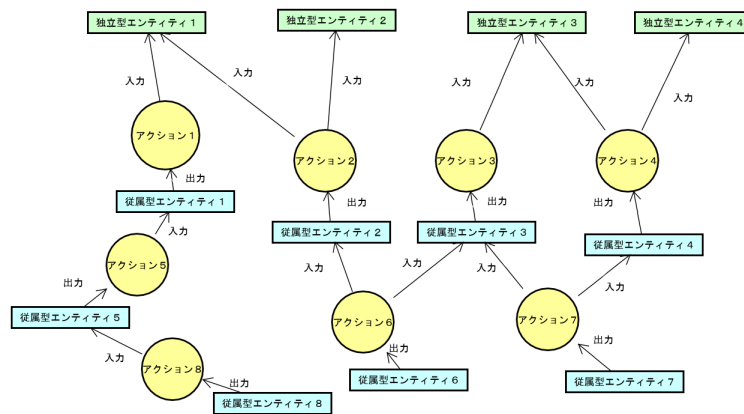 独立型エンティティ1
独立型エンティティ2
独立型エンティティ3
独立型エンティティ4
入力
入力
入力
入力
入力
入力
アクション1
アクション2
アクション3
アクション4
出力
出力
出力
出力
従属型エンティティ1
従属型エンティティ2
従属型エンティティ3
従属型エンティティ4
入力
アクション5
入力
入力
入力
入力
出力
従属型エンティティ5
アクション6
アクション7
入力
出力
出力
アクション8
出力
従属型エンティティ6
従属型エンティティ7
従属型エンティティ8